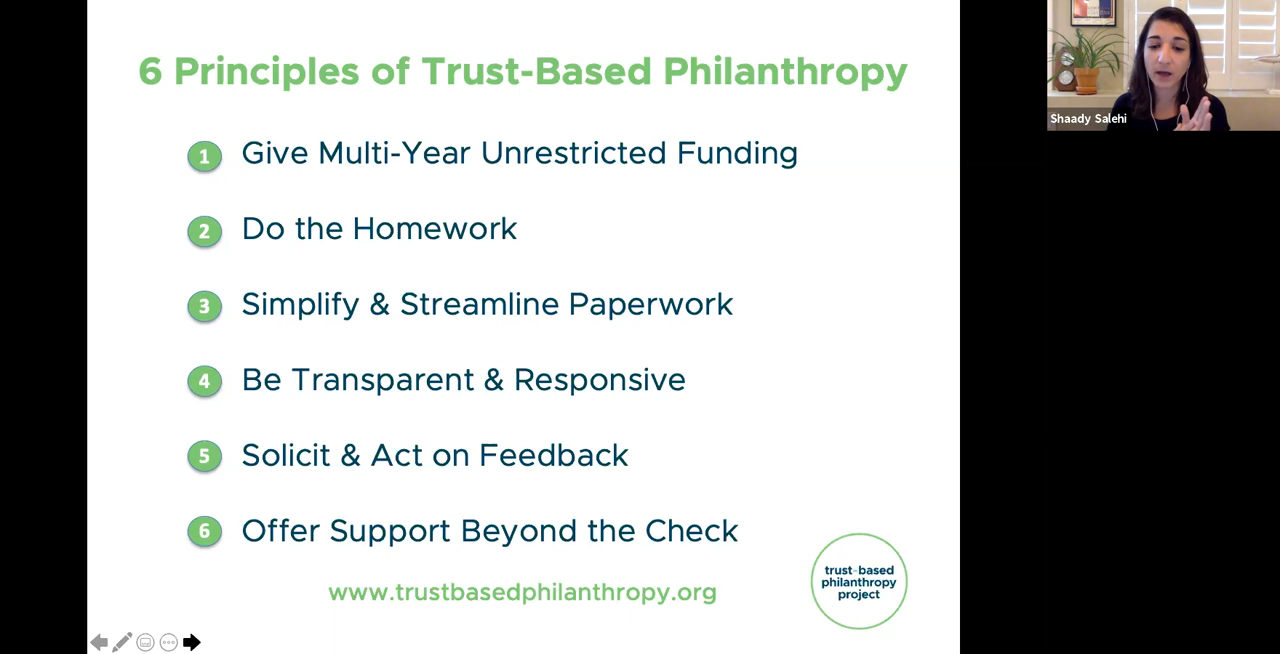 6 Principles of Trust-Based Philanthropy
1 Give Multi-Year Unrestricted Funding
2 Do the Homework
3 Simplify & Streamline Paperwork
4 Be Transparent & Responsive
5 Solicit & Act on Feedback
6 Offer Support Beyond the Check
www.trustbasedphilanthropy.org
trust-based
philanthropy
project
Shaady Salehi